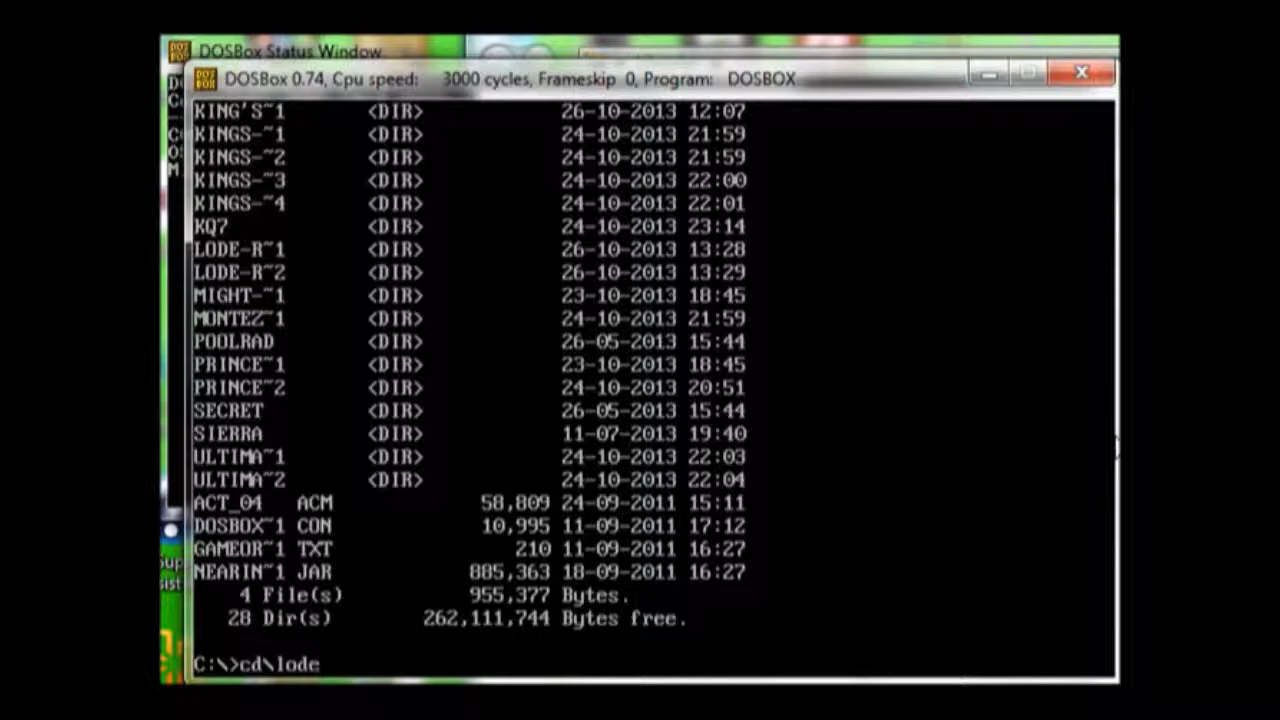 DOSBox Status Window
DOSBox 0.74, Cpu speed: 3000 cycles, Frameskip 0, Program: DOSBOX
KING'S~1 <DIR> 26-10-2013 12:07
KINGS-~1 <DIR> 24-10-2013 21:59
KINGS-~2 <DIR> 24-10-2013 21:59
KINGS-~3 <DIR> 24-10-2013 22:00
KINGS-~4 <DIR> 24-10-2013 22:01
KQ7 <DIR> 24-10-2013 23:14
LODE-R~1 <DIR> 26-10-2013 13:28
LODE-R~2 <DIR> 26-10-2013 13:29
MIGHT-~1 <DIR> 23-10-2013 18:45
MONTEZ~1 <DIR> 24-10-2013 21:59
POOLRAD <DIR> 26-05-2013 15:44
PRINCE~1 <DIR> 23-10-2013 18:45
PRINCE~2 <DIR> 24-10-2013 20:51
SECRET <DIR> 26-05-2013 15:44
SIERRA <DIR> 11-07-2013 19:40
ULTIMA~1 <DIR> 24-10-2013 22:03
ULTIMA~2 <DIR> 24-10-2013 22:04
ACT_04 ACM 58,809 24-09-2011 15:11
DOSBOX~1 CON 10,995 11-09-2011 17:12
GAMEOR~1 TXT 210 11-09-2011 16:27
NEARIN~1 JAR 885,363 18-09-2011 16:27
4 File(s) 955,377 Bytes.
28 Dir(s) 262,111,744 Bytes free.
C:\>cd\lode